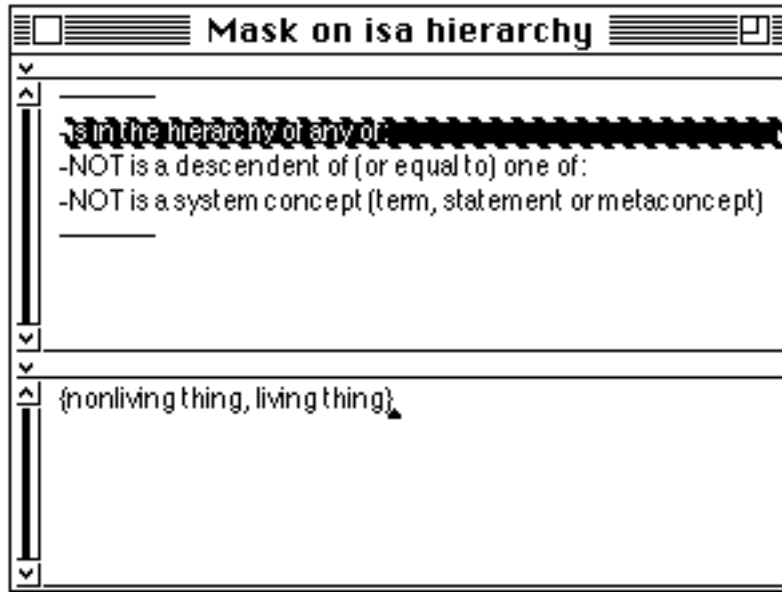 Mask on isa hierarchy
-is in the hierarchy of any of:
-NOT is a descendent of (or equal to) one of:
-NOT is a system concept (term, statement or metaconcept)
{nonliving thing, living thing}